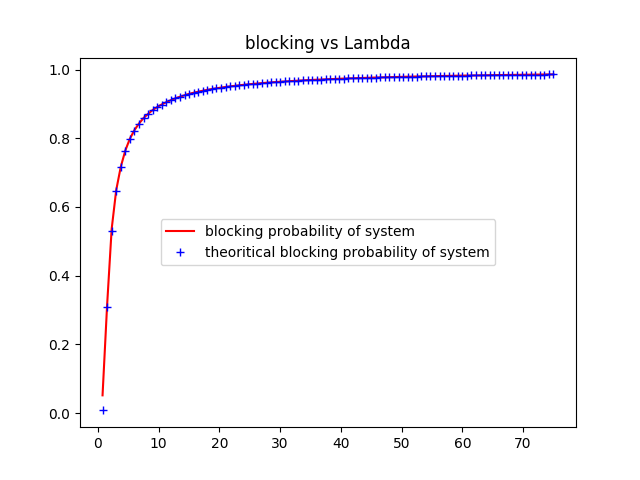 blocking vs Lambda
1.0
0.8
0.6
0.4
0.2
0.0
blocking probability of system
theoritical blocking probability of system
0 10 20 30 40 50 60 70